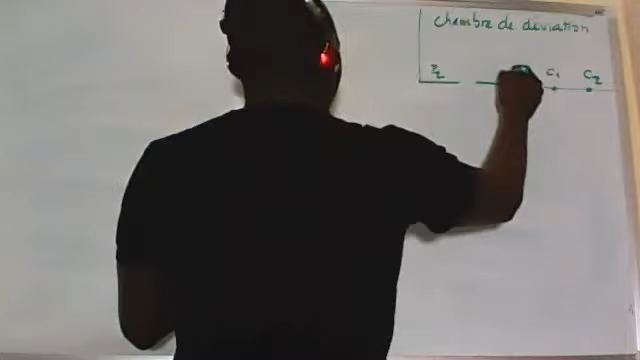 Chambre de déviation
P₂ C₁ C₂